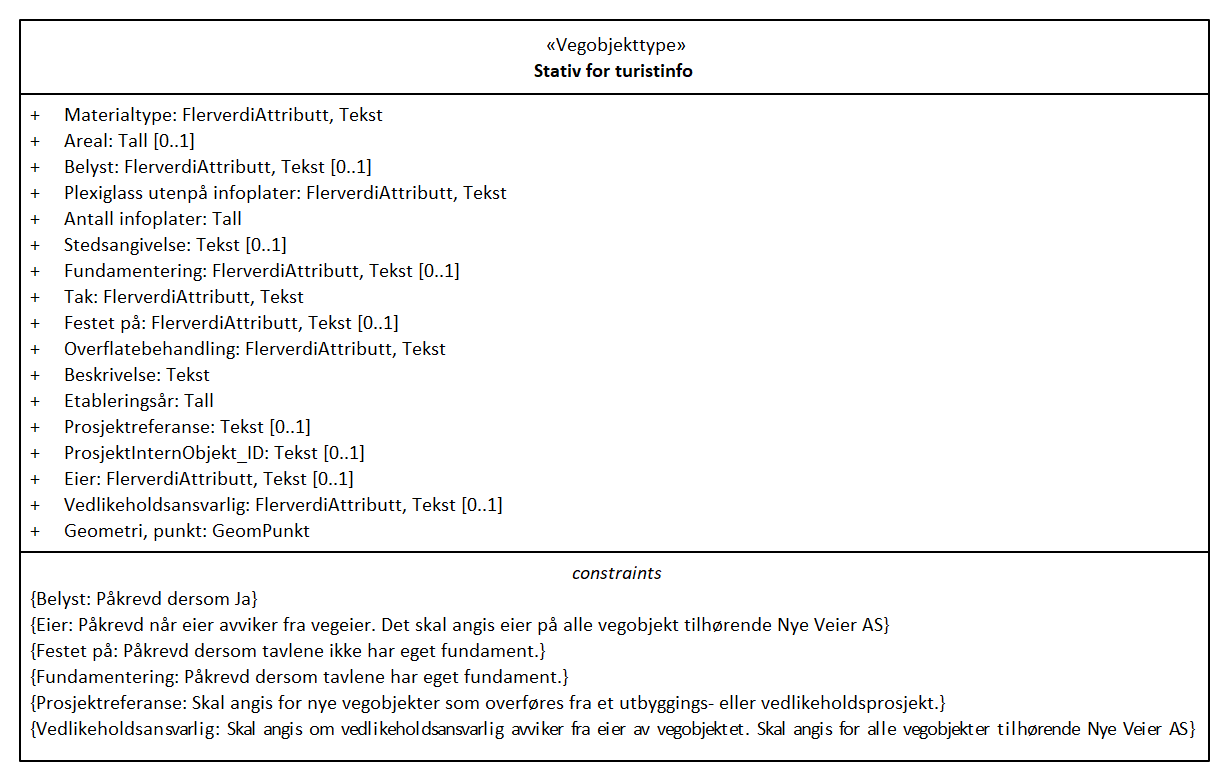 «Vegobjekttype»
Stativ for turistinfo
+ Materialtype: FlerverdiAttributt, Tekst
+ Areal: Tall [0..1]
+ Belyst: FlerverdiAttributt, Tekst [0..1]
+ Plexiglass utenpå infoplater: FlerverdiAttributt, Tekst
+ Antall infoplater: Tall
+ Stedsangivelse: Tekst [0..1]
+ Fundamentering: FlerverdiAttributt, Tekst [0..1]
+ Tak: FlerverdiAttributt, Tekst
+ Festet på: FlerverdiAttributt, Tekst [0..1]
+ Overflatebehandling: FlerverdiAttributt, Tekst
+ Beskrivelse: Tekst
+ Etableringsår: Tall
+ Prosjektreferanse: Tekst [0..1]
+ ProsjektInternObjekt_ID: Tekst [0..1]
+ Eier: FlerverdiAttributt, Tekst [0..1]
+ Vedlikeholdsansvarlig: FlerverdiAttributt, Tekst [0..1]
+ Geometri, punkt: GeomPunkt
constraints
{Belyst: Påkrevd dersom Ja}
{Eier: Påkrevd når eier avviker fra vegeier. Det skal angis eier på alle vegobjekt tilhørende Nye Veier AS}
{Festet på: Påkrevd dersom tavlene ikke har eget fundament.}
{Fundamentering: Påkrevd dersom tavlene har eget fundament.}
{Prosjektreferanse: Skal angis for nye vegobjekter som overføres fra et utbyggings- eller vedlikeholdsprosjekt.}
{Vedlikeholdsansvarlig: Skal angis om vedlikeholdsansvarlig avviker fra eier av vegobjektet. Skal angis for alle vegobjekter tilhørende Nye Veier AS}